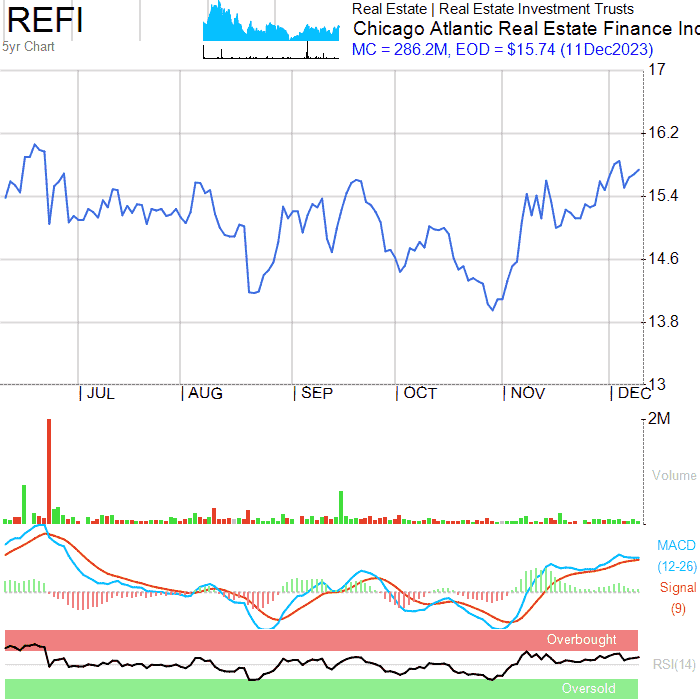 REFI
5yr Chart
Real Estate | Real Estate Investment Trusts
Chicago Atlantic Real Estate Finance Inc
MC = 286.2M, EOD = $15.74 (11Dec2023)
17
16.2
15.4
14.6
13.8
13
| JUL | AUG | SEP | OCT | NOV | DEC
2M
Volume
MACD
(12-26)
Signal
(9)
Overbought
RSI(14)
Oversold